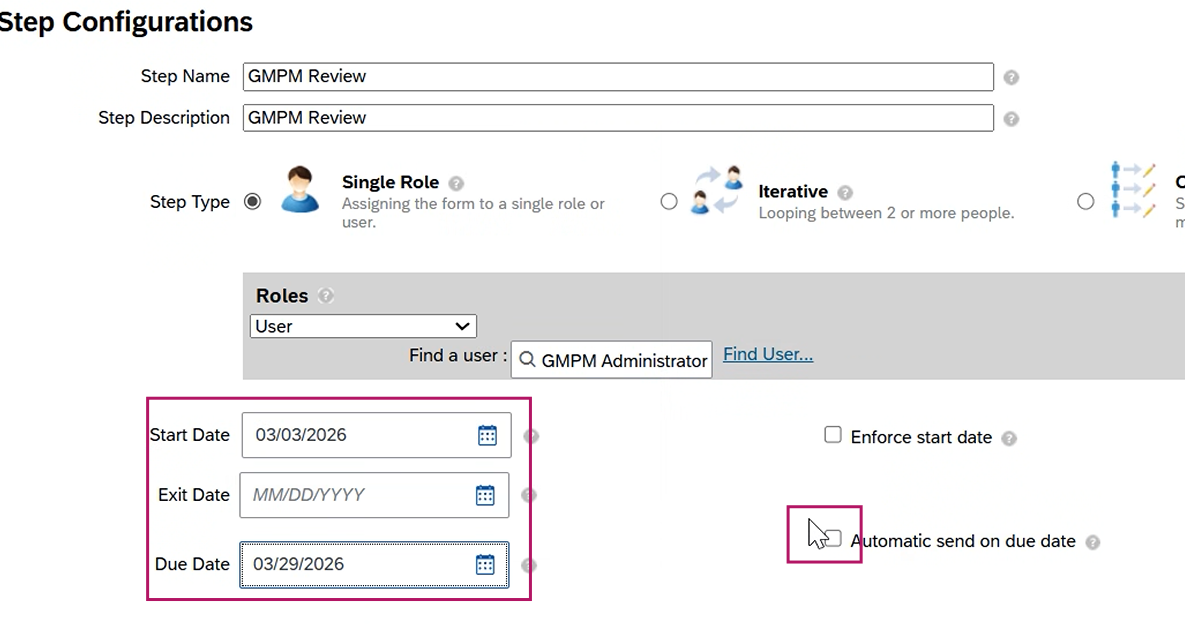 Step Configurations
Step Name GMPM Review
Step Description GMPM Review
Step Type
Single Role
Assigning the form to a single role or
user.
Iterative
Looping between 2 or more people.
Roles
User
Find a user : GMPM Administrator Find User...
Start Date 03/03/2026
Enforce start date
Exit Date MM/DD/YYYY
Automatic send on due date
Due Date 03/29/2026